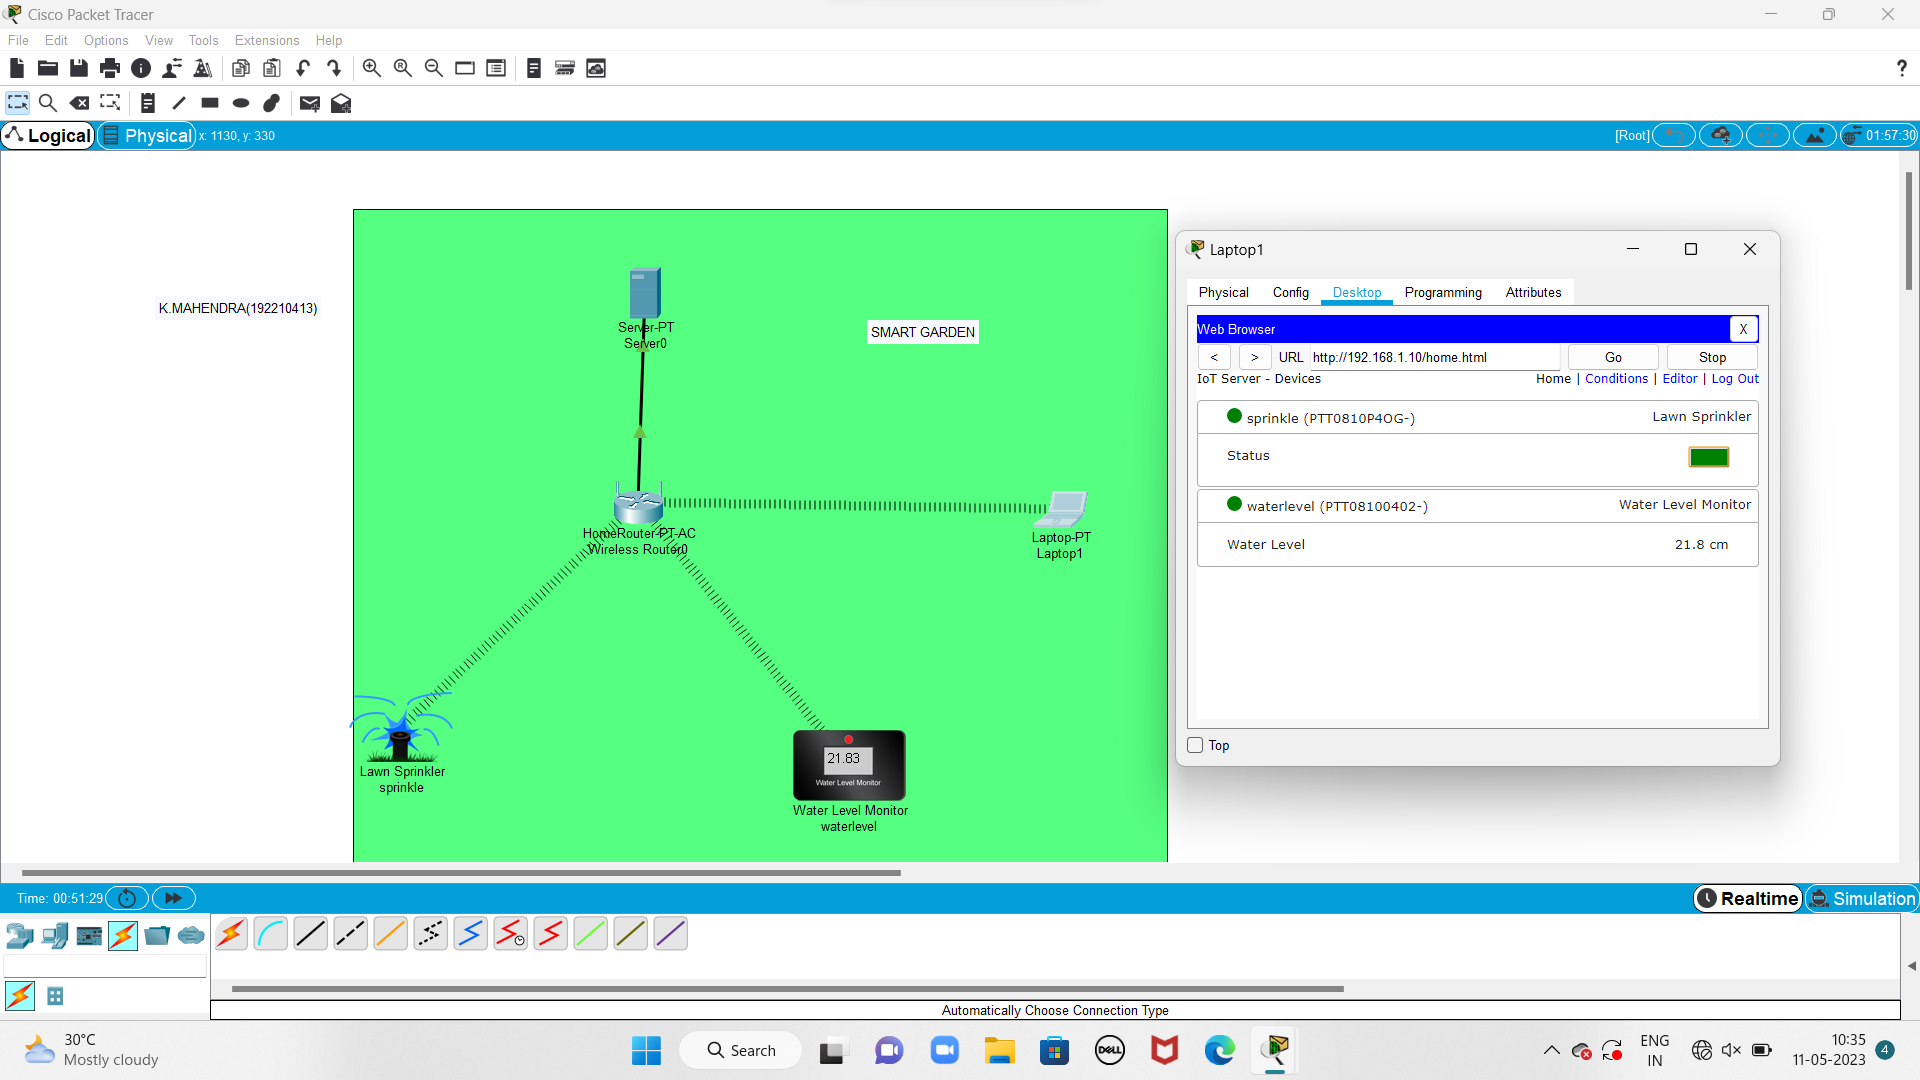 Cisco Packet Tracer
File Edit Options View Tools Extensions Help
?
Logical Physical x: 1130, y: 330 [Root] 01:57:30
K.MAHENDRA(192210413)
Server-PT
Server0
SMART GARDEN
HomeRouter-PT-AC
Wireless Router0
Laptop-PT
Laptop1
Lawn Sprinkler
sprinkle
21.83
Water Level Monitor
Water Level Monitor
waterlevel
Laptop1
Physical Config Desktop Programming Attributes
Web Browser X
< > URL http://192.168.1.10/home.html Go Stop
IoT Server - Devices Home | Conditions | Editor | Log Out
sprinkle (PTT0810P4OG-) Lawn Sprinkler
Status
waterlevel (PTT08100402-) Water Level Monitor
Water Level 21.8 cm
Top
Time: 00:51:29 Realtime Simulation
Automatically Choose Connection Type
30°C
Mostly cloudy
Search
DELL
ENG
IN
10:35
11-05-2023
4